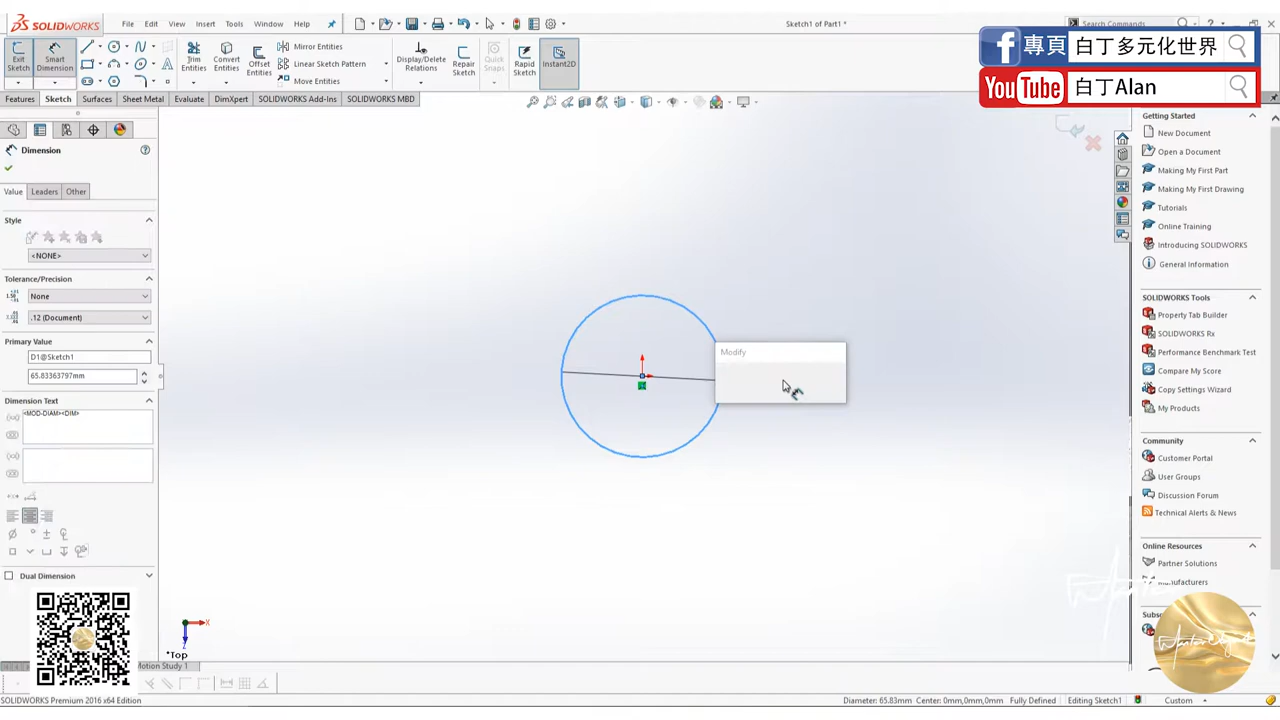 SOLIDWORKS
File
Edit
View
Insert
Tools
Window
Help
Sketch1 of Part1 *
Search Commands
Exit Sketch
Smart Dimension
Trim Entities
Convert Entities
Offset Entities
Mirror Entities
Linear Sketch Pattern
Move Entities
Display/Delete Relations
Repair Sketch
Quick Snaps
Rapid Sketch
Instant2D
專頁 白丁多元化世界
YouTube 白丁Alan
Features
Sketch
Surfaces
Sheet Metal
Evaluate
DimXpert
SOLIDWORKS Add-Ins
SOLIDWORKS MBD
Dimension
Value
Leaders
Other
Style
<NONE>
Tolerance/Precision
None
.12 (Document)
Primary Value
D1@Sketch1
65.83363797mm
Dimension Text
<MOD-DIAM><DIM>
Dual Dimension
Modify
*Top
Motion Study 1
Getting Started
New Document
Open a Document
Making My First Part
Making My First Drawing
Tutorials
Online Training
Introducing SOLIDWORKS
General Information
SOLIDWORKS Tools
Property Tab Builder
SOLIDWORKS Rx
Performance Benchmark Test
Compare My Score
Copy Settings Wizard
My Products
Community
Customer Portal
User Groups
Discussion Forum
Technical Alerts & News
Online Resources
Partner Solutions
Manufacturers
SOLIDWORKS Premium 2016 x64 Edition
Diameter: 65.83mm Center: 0mm,0mm,0mm
Fully Defined
Editing Sketch1
Custom